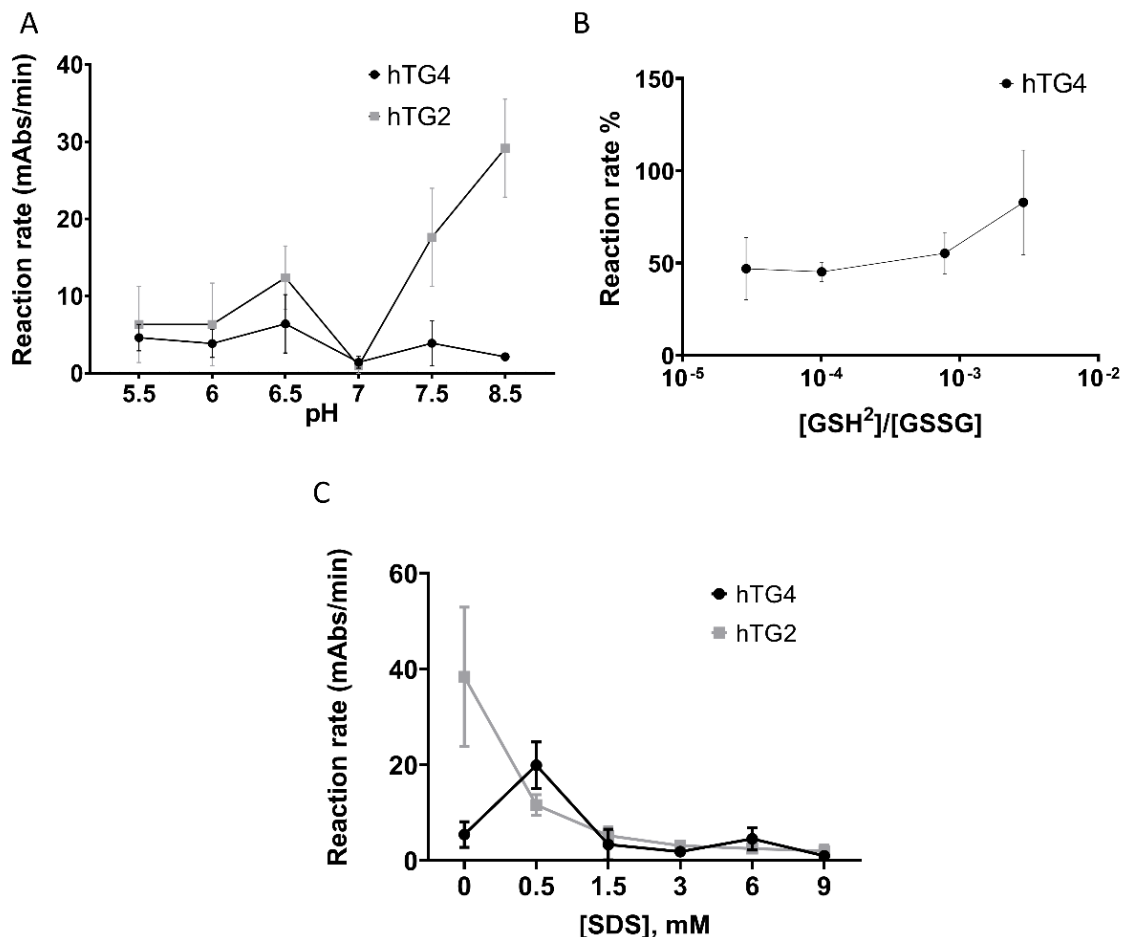 A
Reaction rate (mAbs/min)
40
30
20
10
0
hTG4
hTG2
5.5 6 6.5 7 7.5 8.5
pH
B
Reaction rate %
150
100
50
0
hTG4
10-5 10-4 10-3 10-2
[GSH2]/[GSSG]
C
Reaction rate (mAbs/min)
60
40
20
0
hTG4
hTG2
0 0.5 1.5 3 6 9
[SDS], mM